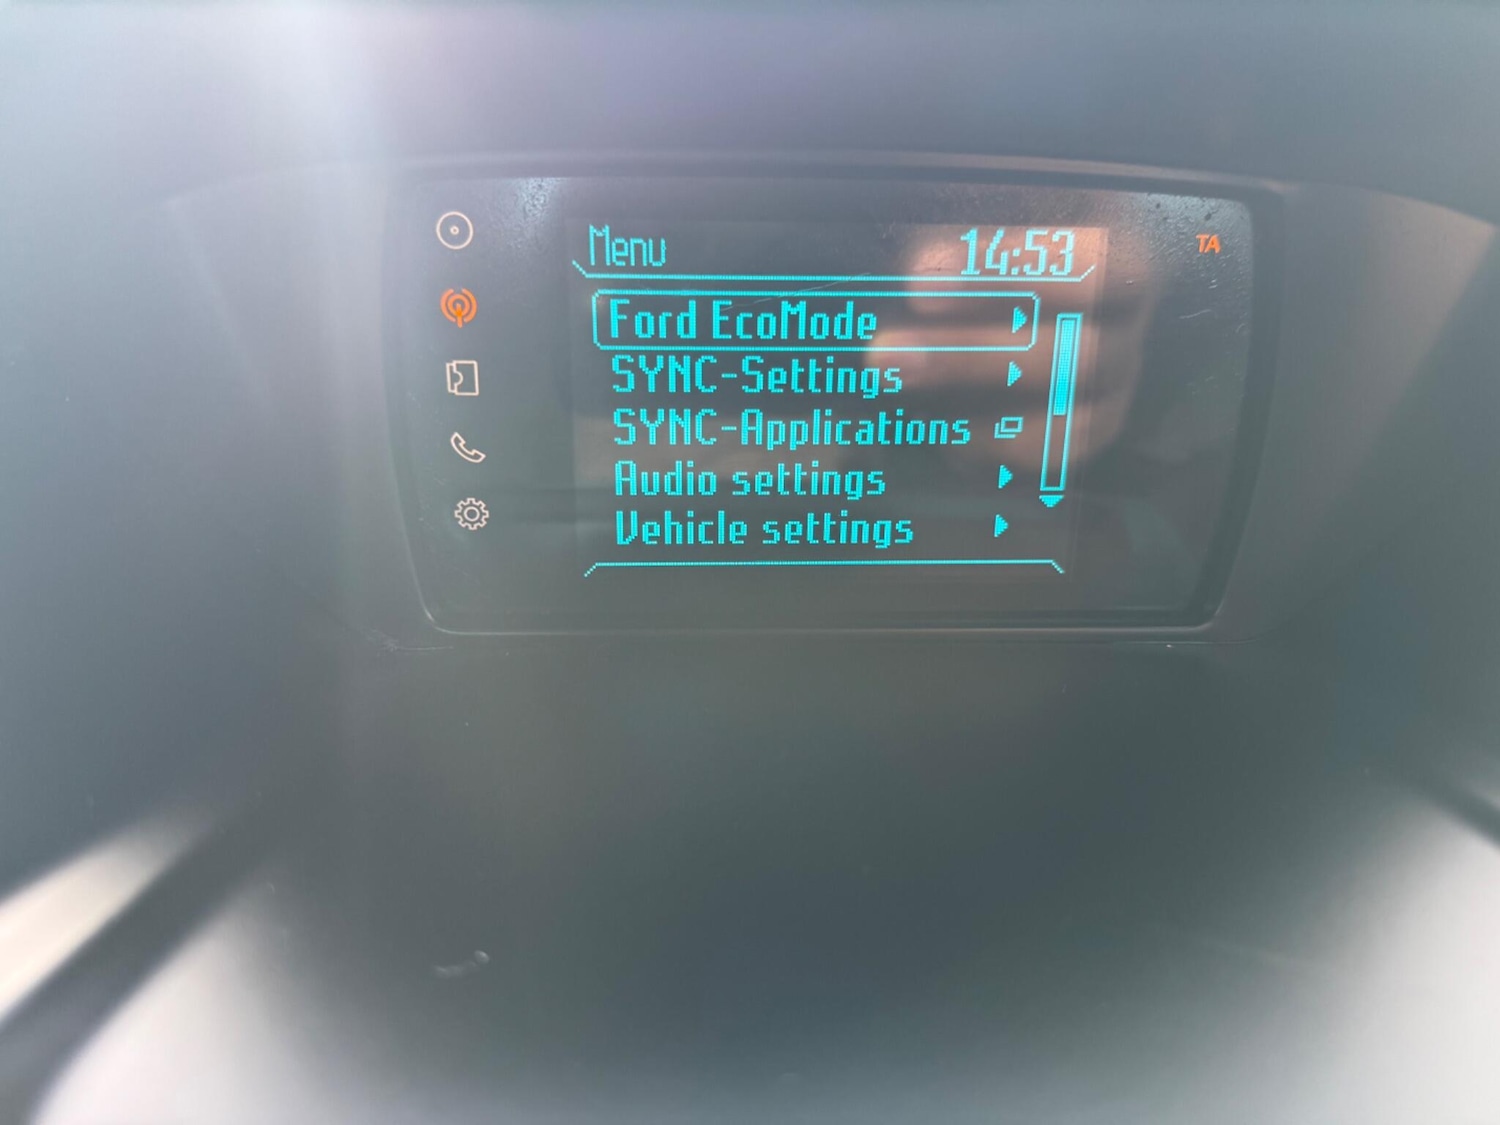 Menu 14:53
TA
Ford EcoMode
SYNC-Settings
SYNC-Applications
Audio settings
Vehicle settings